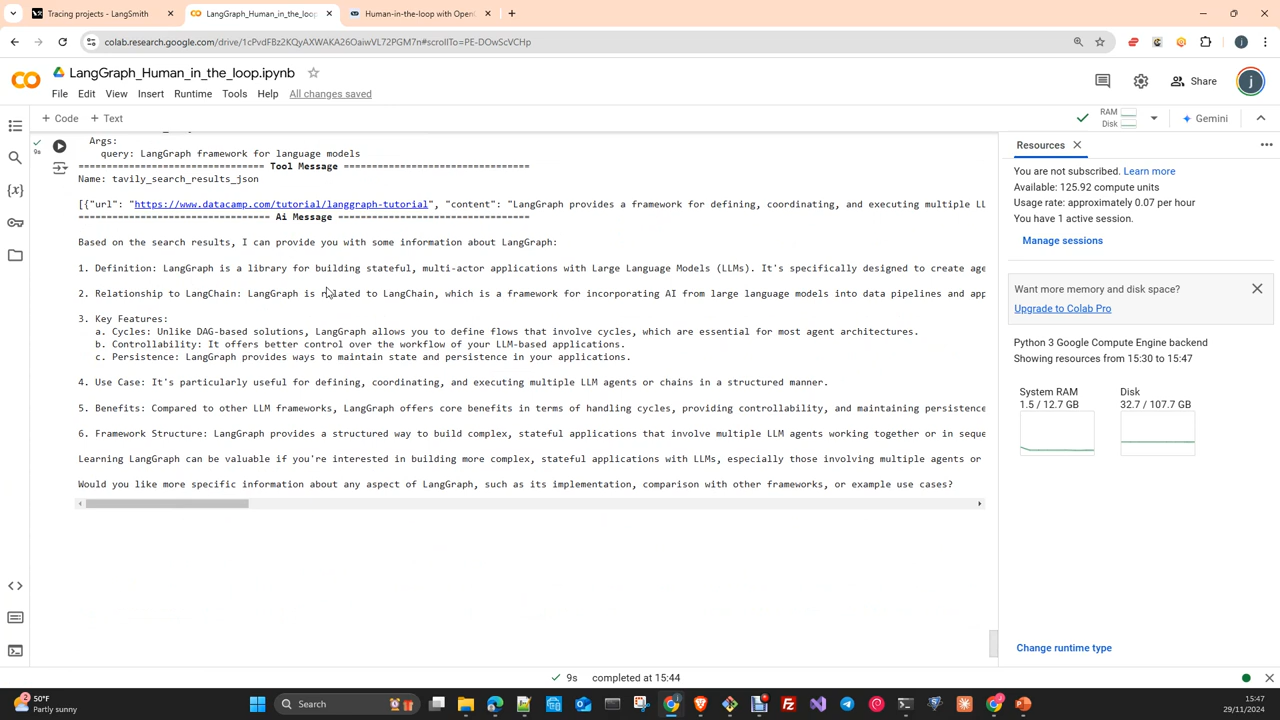 Tracing projects - LangSmith
LangGraph_Human_in_the_loop
Human-in-the-loop with Open
colab.research.google.com/drive/1cPvdFBz2KQyAXWAKA26OaiwVL72PGM7n#scrollTo=PE-DOwScVCHp
LangGraph_Human_in_the_loop.ipynb
Share
j
File Edit View Insert Runtime Tools Help All changes saved
+ Code + Text
RAM
Disk
Gemini
9s
Args:
query: LangGraph framework for language models
================================= Tool Message =================================
Name: tavily_search_results_json
[{"url": "https://www.datacamp.com/tutorial/langgraph-tutorial", "content": "LangGraph provides a framework for defining, coordinating, and executing multiple LL
================================== Ai Message ==================================
Based on the search results, I can provide you with some information about LangGraph:
1. Definition: LangGraph is a library for building stateful, multi-actor applications with Large Language Models (LLMs). It's specifically designed to create age
2. Relationship to LangChain: LangGraph is related to LangChain, which is a framework for incorporating AI from large language models into data pipelines and app
3. Key Features:
a. Cycles: Unlike DAG-based solutions, LangGraph allows you to define flows that involve cycles, which are essential for most agent architectures.
b. Controllability: It offers better control over the workflow of your LLM-based applications.
c. Persistence: LangGraph provides ways to maintain state and persistence in your applications.
4. Use Case: It's particularly useful for defining, coordinating, and executing multiple LLM agents or chains in a structured manner.
5. Benefits: Compared to other LLM frameworks, LangGraph offers core benefits in terms of handling cycles, providing controllability, and maintaining persistence
6. Framework Structure: LangGraph provides a structured way to build complex, stateful applications that involve multiple LLM agents working together or in seque
Learning LangGraph can be valuable if you're interested in building more complex, stateful applications with LLMs, especially those involving multiple agents or
Would you like more specific information about any aspect of LangGraph, such as its implementation, comparison with other frameworks, or example use cases?
Resources
You are not subscribed. Learn more
Available: 125.92 compute units
Usage rate: approximately 0.07 per hour
You have 1 active session.
Manage sessions
Want more memory and disk space?
Upgrade to Colab Pro
Python 3 Google Compute Engine backend
Showing resources from 15:30 to 15:47
System RAM
1.5 / 12.7 GB
Disk
32.7 / 107.7 GB
Change runtime type
9s completed at 15:44
2
50°F
Partly sunny
Search
15:47
29/11/2024